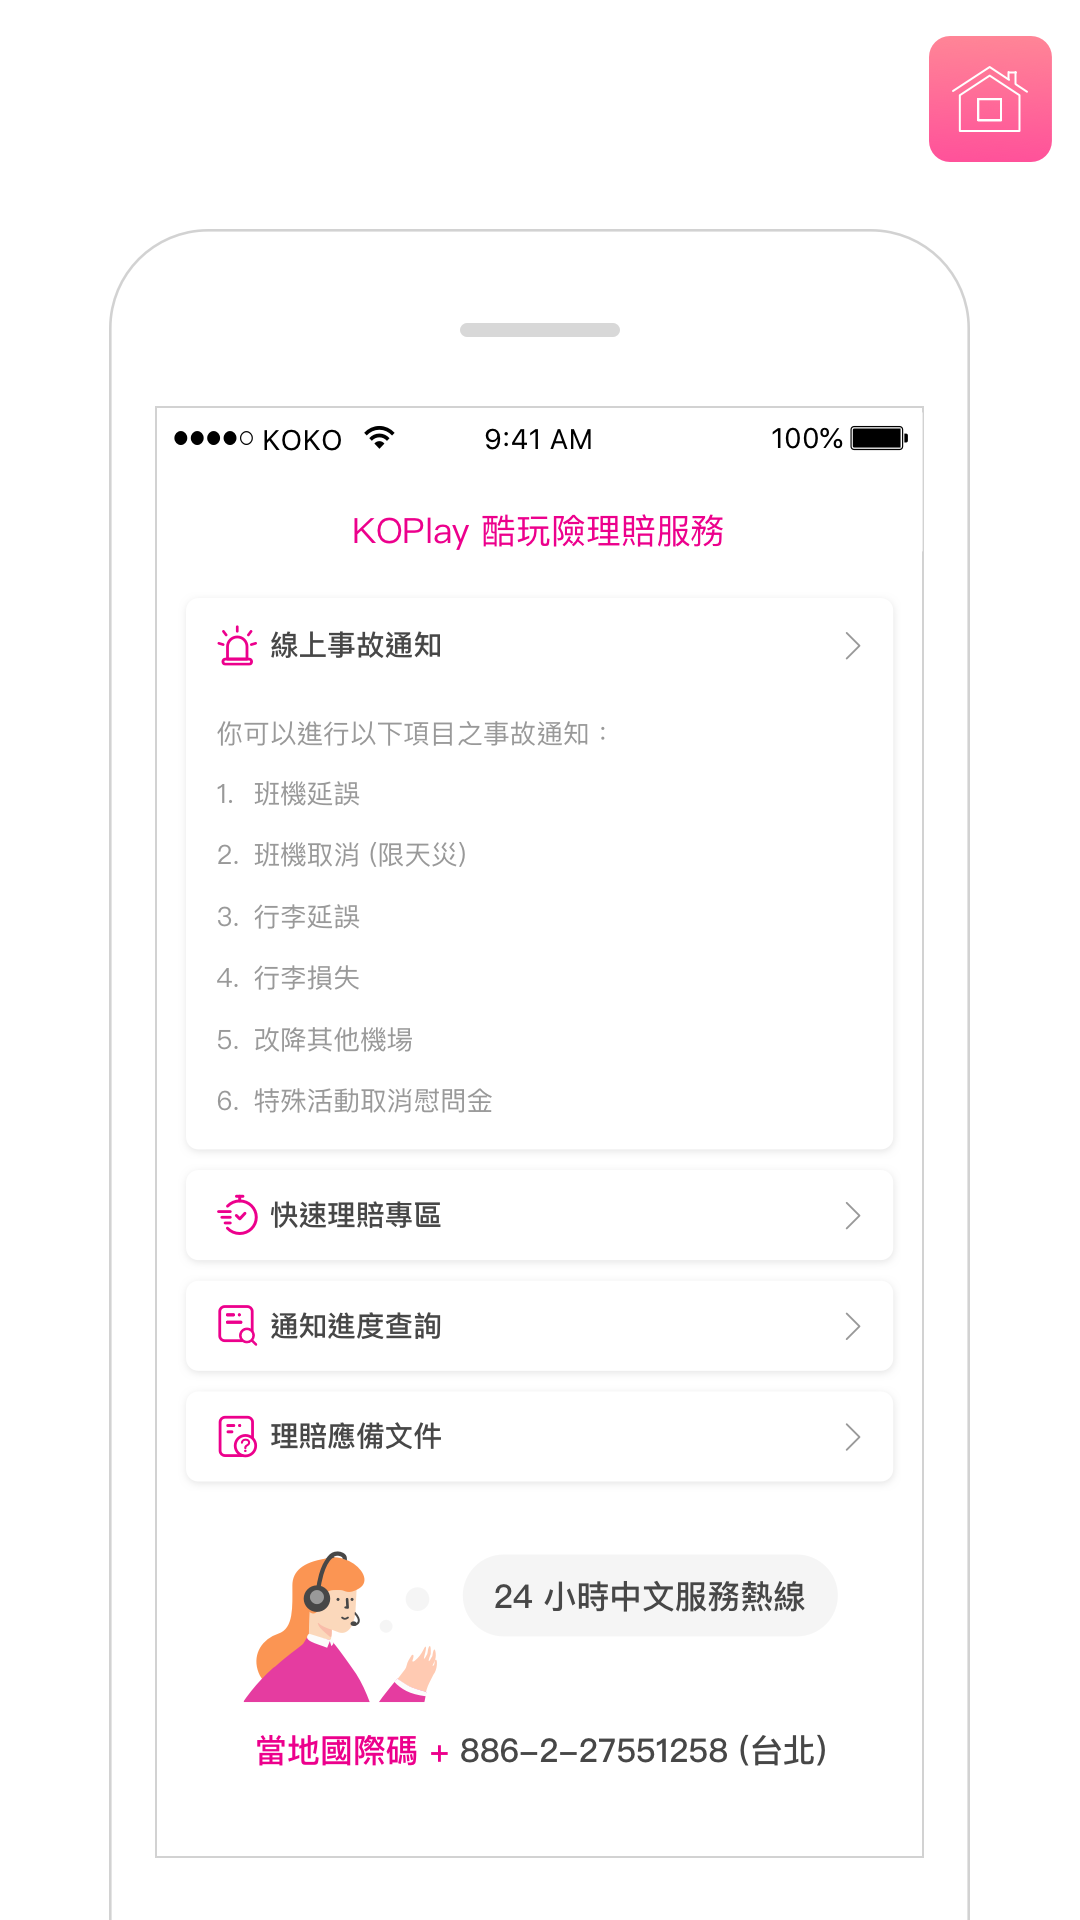 KOKO 9:41 AM 100%
KOPlay 酷玩險理賠服務
線上事故通知
你可以進行以下項目之事故通知：
1. 班機延誤
2. 班機取消 (限天災)
3. 行李延誤
4. 行李損失
5. 改降其他機場
6. 特殊活動取消慰問金
快速理賠專區
通知進度查詢
理賠應備文件
24 小時中文服務熱線
當地國際碼 + 886–2–27551258 (台北)